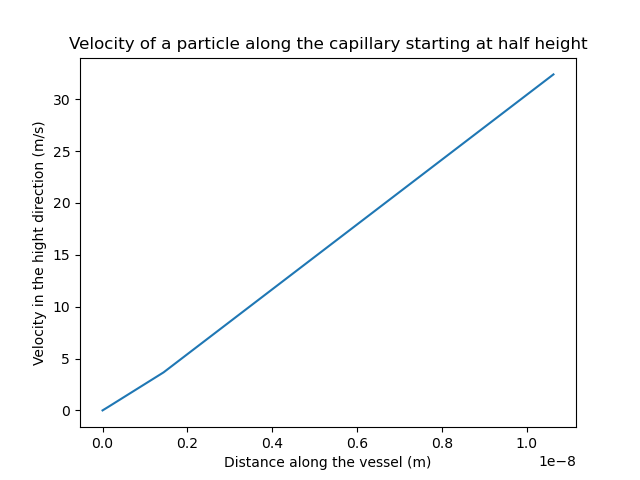 Velocity of a particle along the capillary starting at half height
Velocity in the hight direction (m/s)
30
25
20
15
10
5
0
0.0 0.2 0.4 0.6 0.8 1.0
1e−8
Distance along the vessel (m)